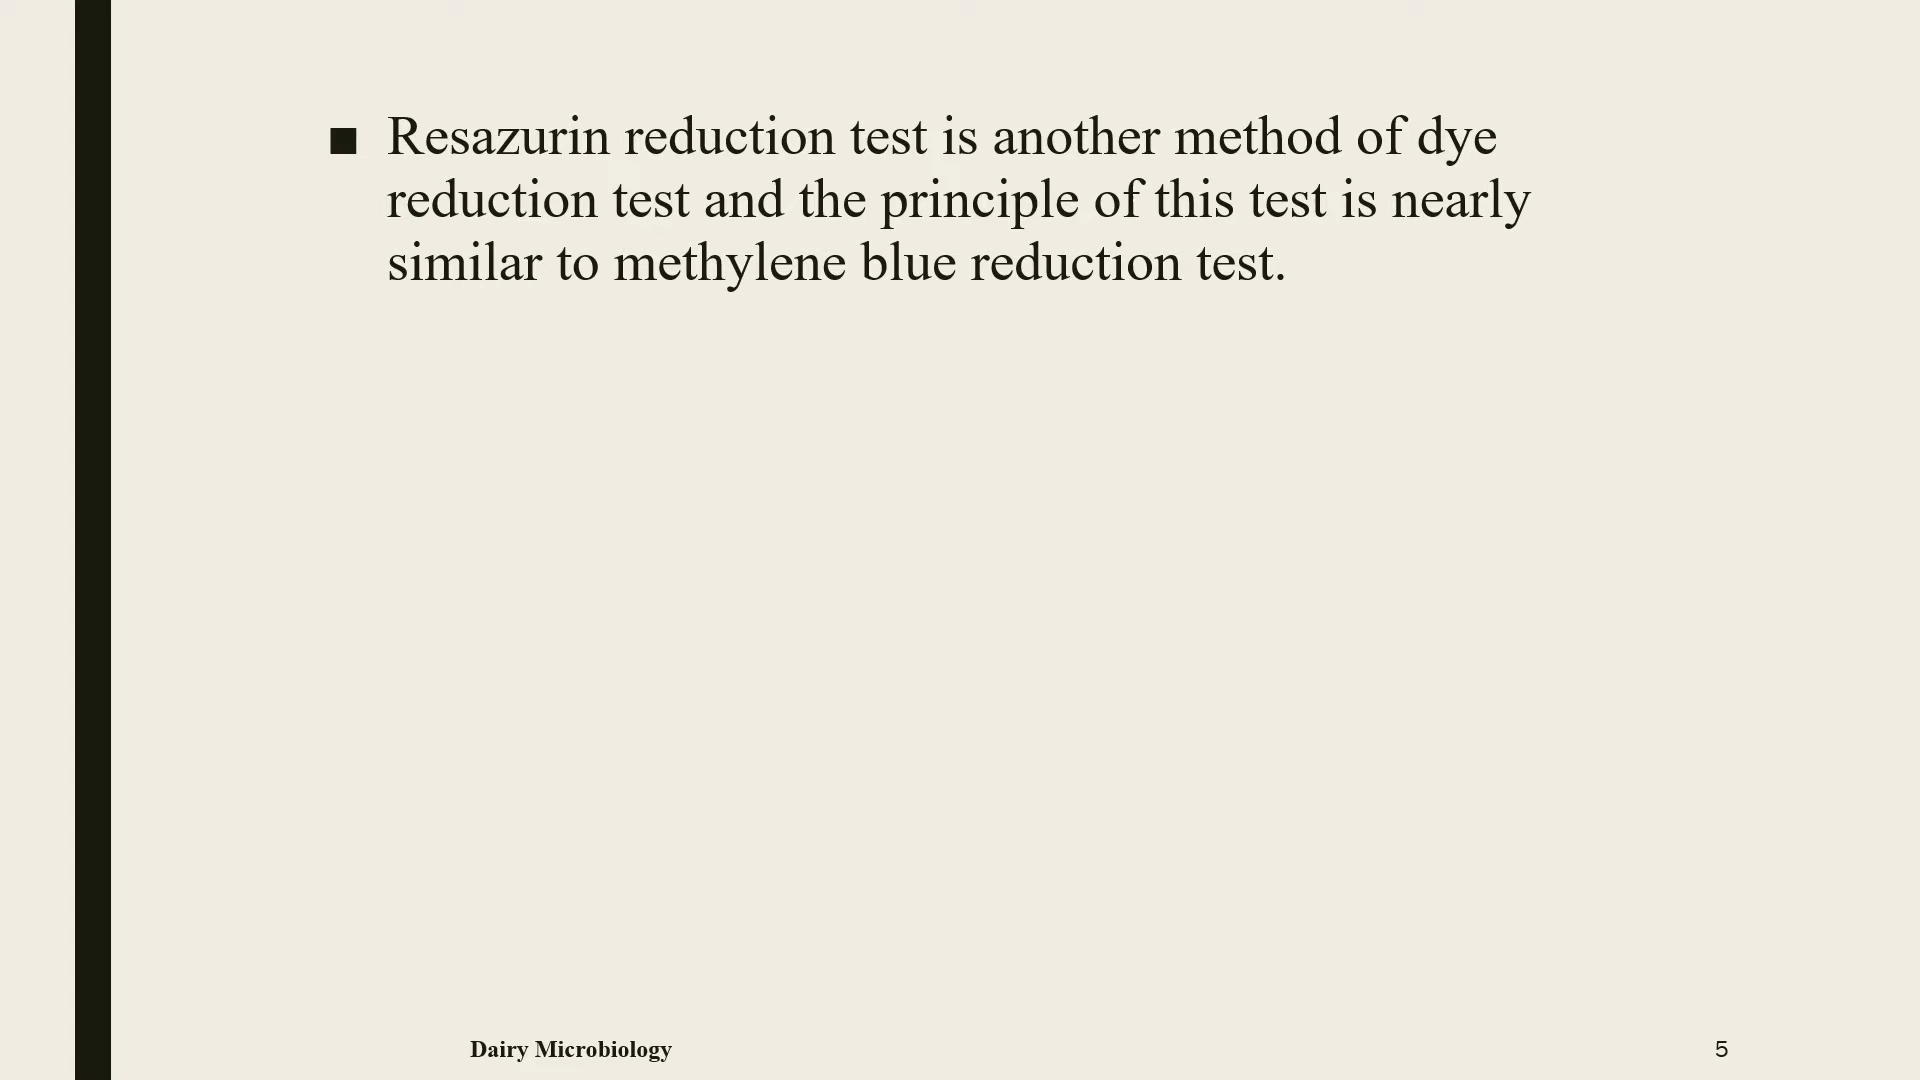 ■ Resazurin reduction test is another method of dye
reduction test and the principle of this test is nearly
similar to methylene blue reduction test.
Dairy Microbiology
5